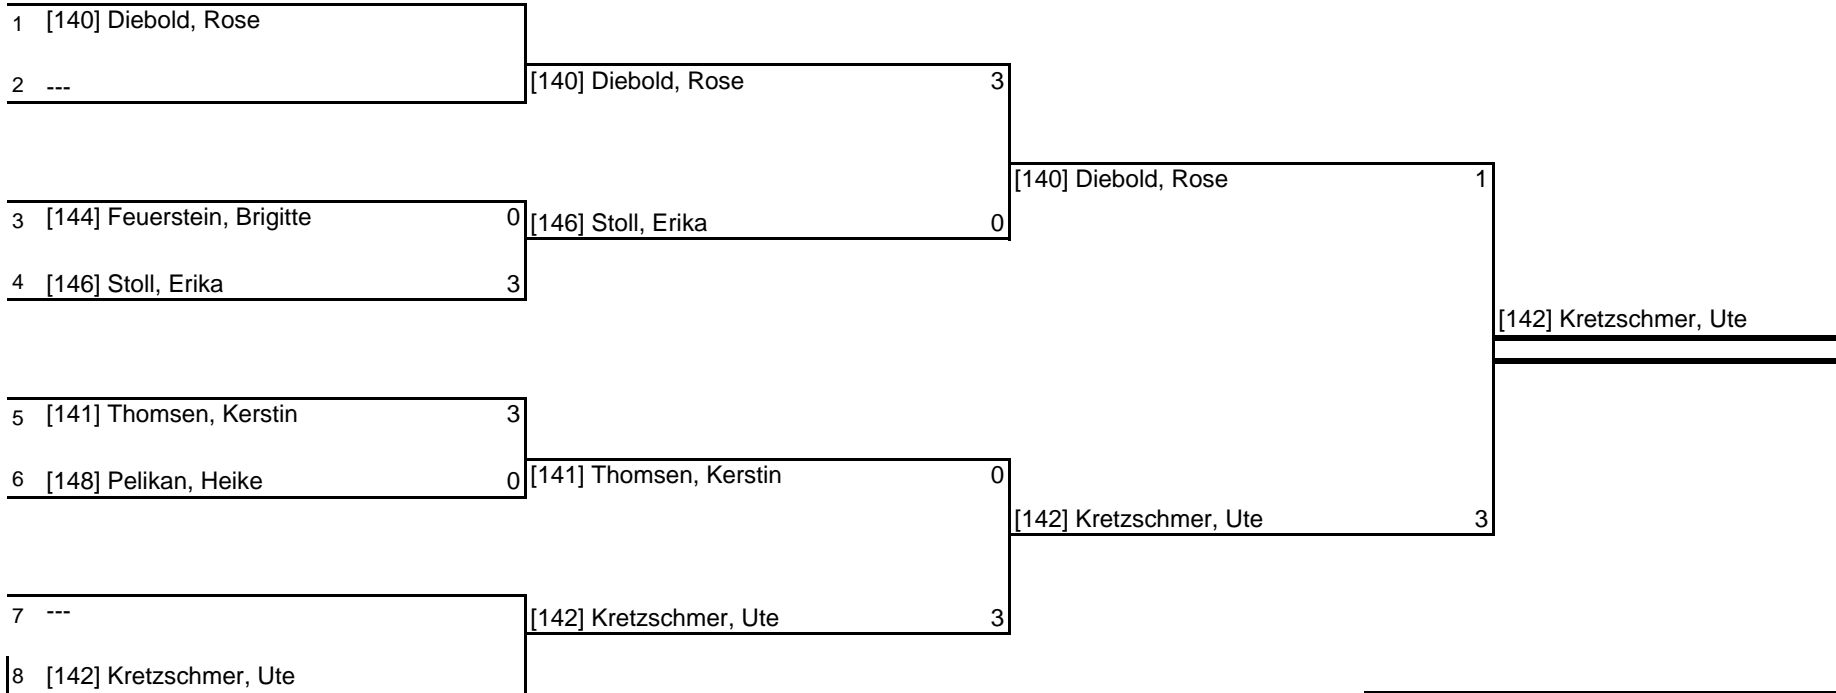 1 [140] Diebold, Rose
2 ---
[140] Diebold, Rose 3
[140] Diebold, Rose 1
3 [144] Feuerstein, Brigitte 0
[146] Stoll, Erika 0
4 [146] Stoll, Erika 3
[142] Kretzschmer, Ute
5 [141] Thomsen, Kerstin 3
6 [148] Pelikan, Heike 0
[141] Thomsen, Kerstin 0
[142] Kretzschmer, Ute 3
7 ---
[142] Kretzschmer, Ute 3
8 [142] Kretzschmer, Ute